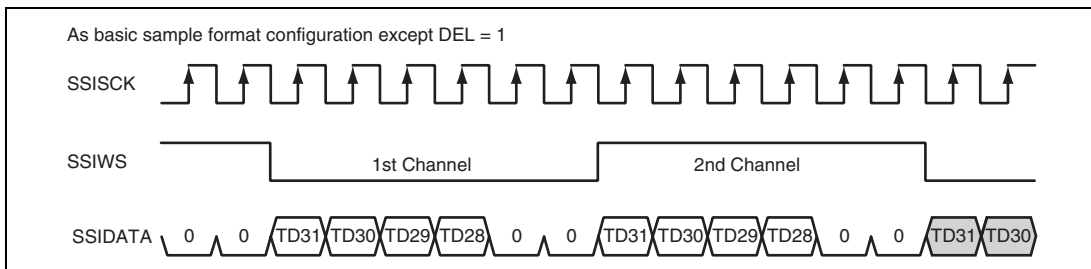 As basic sample format configuration except DEL = 1
SSISCK
SSIWS 1st Channel 2nd Channel
SSIDATA 0 0 TD31 TD30 TD29 TD28 0 0 TD31 TD30 TD29 TD28 0 0 TD31 TD30